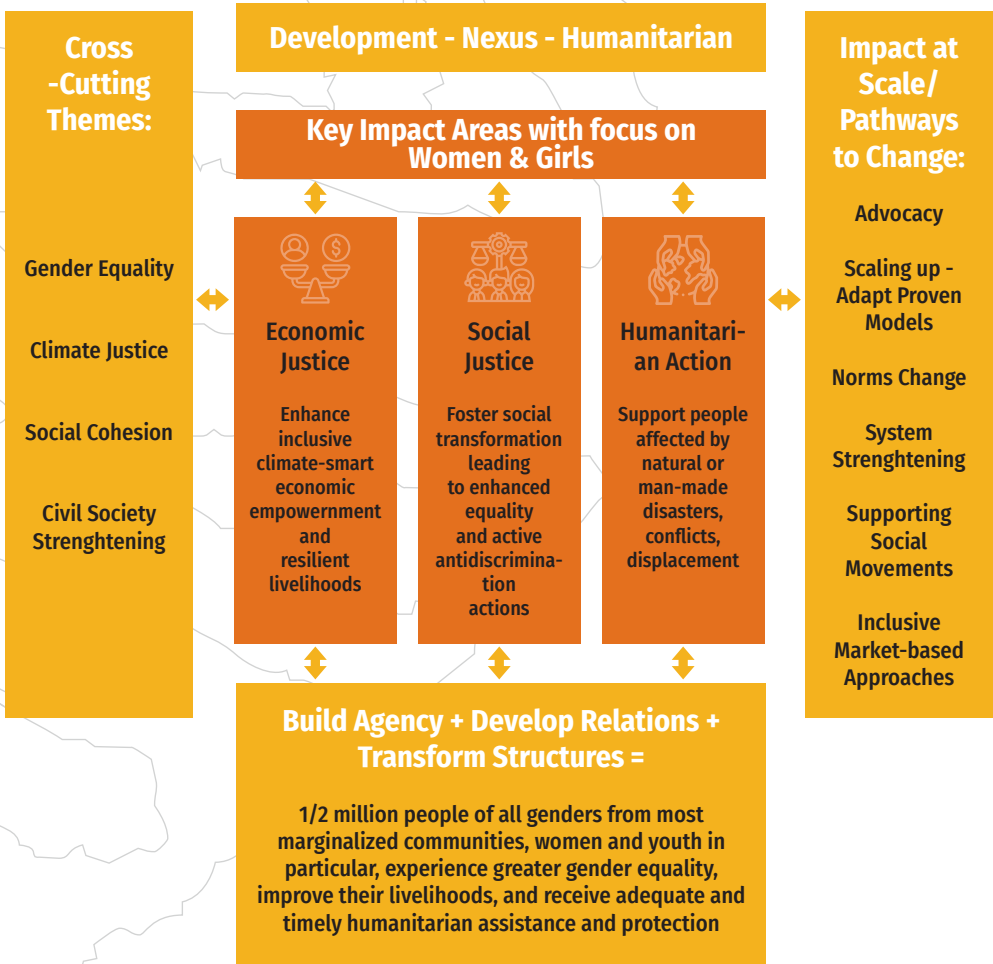 Cross
-Cutting
Themes:
Gender Equality
Climate Justice
Social Cohesion
Civil Society
Strenghtening
Development - Nexus - Humanitarian
Key Impact Areas with focus on
Women & Girls
Economic
Justice
Enhance
inclusive
climate-smart
economic
empowernment
and
resilient
livelihoods
Social
Justice
Foster social
transformation
leading
to enhanced
equality
and active
antidiscrimina-
tion
actions
Humanitari-
an Action
Support people
affected by
natural or
man-made
disasters,
conflicts,
displacement
Build Agency + Develop Relations +
Transform Structures =
1/2 million people of all genders from most
marginalized communities, women and youth in
particular, experience greater gender equality,
improve their livelihoods, and receive adequate and
timely humanitarian assistance and protection
Impact at
Scale/
Pathways
to Change:
Advocacy
Scaling up -
Adapt Proven
Models
Norms Change
System
Strenghtening
Supporting
Social
Movements
Inclusive
Market-based
Approaches